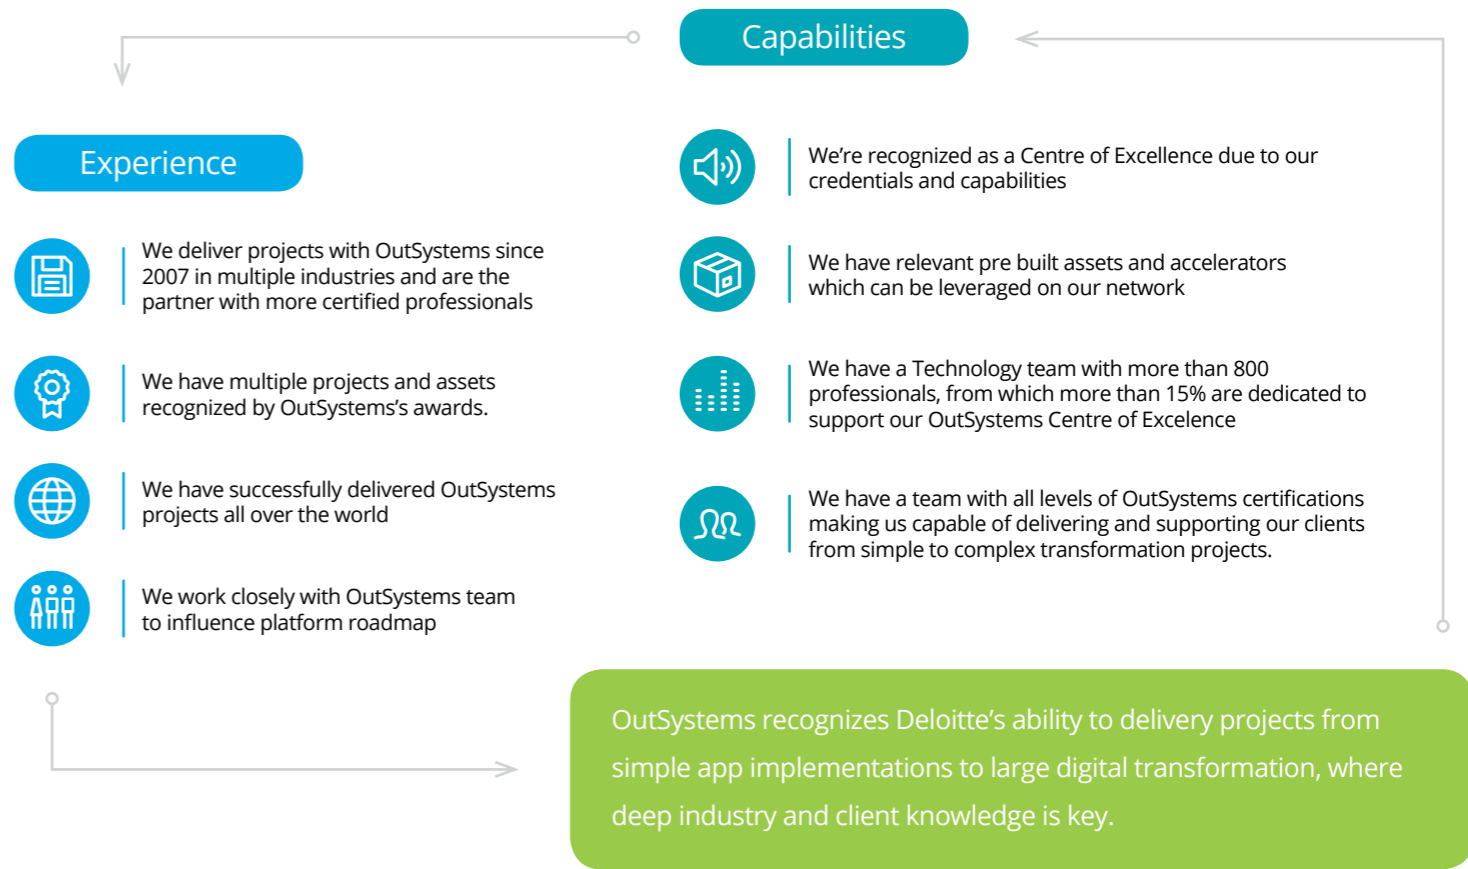 Capabilities
Experience
We deliver projects with OutSystems since
2007 in multiple industries and are the
partner with more certified professionals
We have multiple projects and assets
recognized by OutSystems's awards.
We have successfully delivered OutSystems
projects all over the world
We work closely with OutSystems team
to influence platform roadmap
We’re recognized as a Centre of Excellence due to our
credentials and capabilities
We have relevant pre built assets and accelerators
which can be leveraged on our network
We have a Technology team with more than 800
professionals, from which more than 15% are dedicated to
support our OutSystems Centre of Excelence
We have a team with all levels of OutSystems certifications
making us capable of delivering and supporting our clients
from simple to complex transformation projects.
OutSystems recognizes Deloitte’s ability to delivery projects from
simple app implementations to large digital transformation, where
deep industry and client knowledge is key.